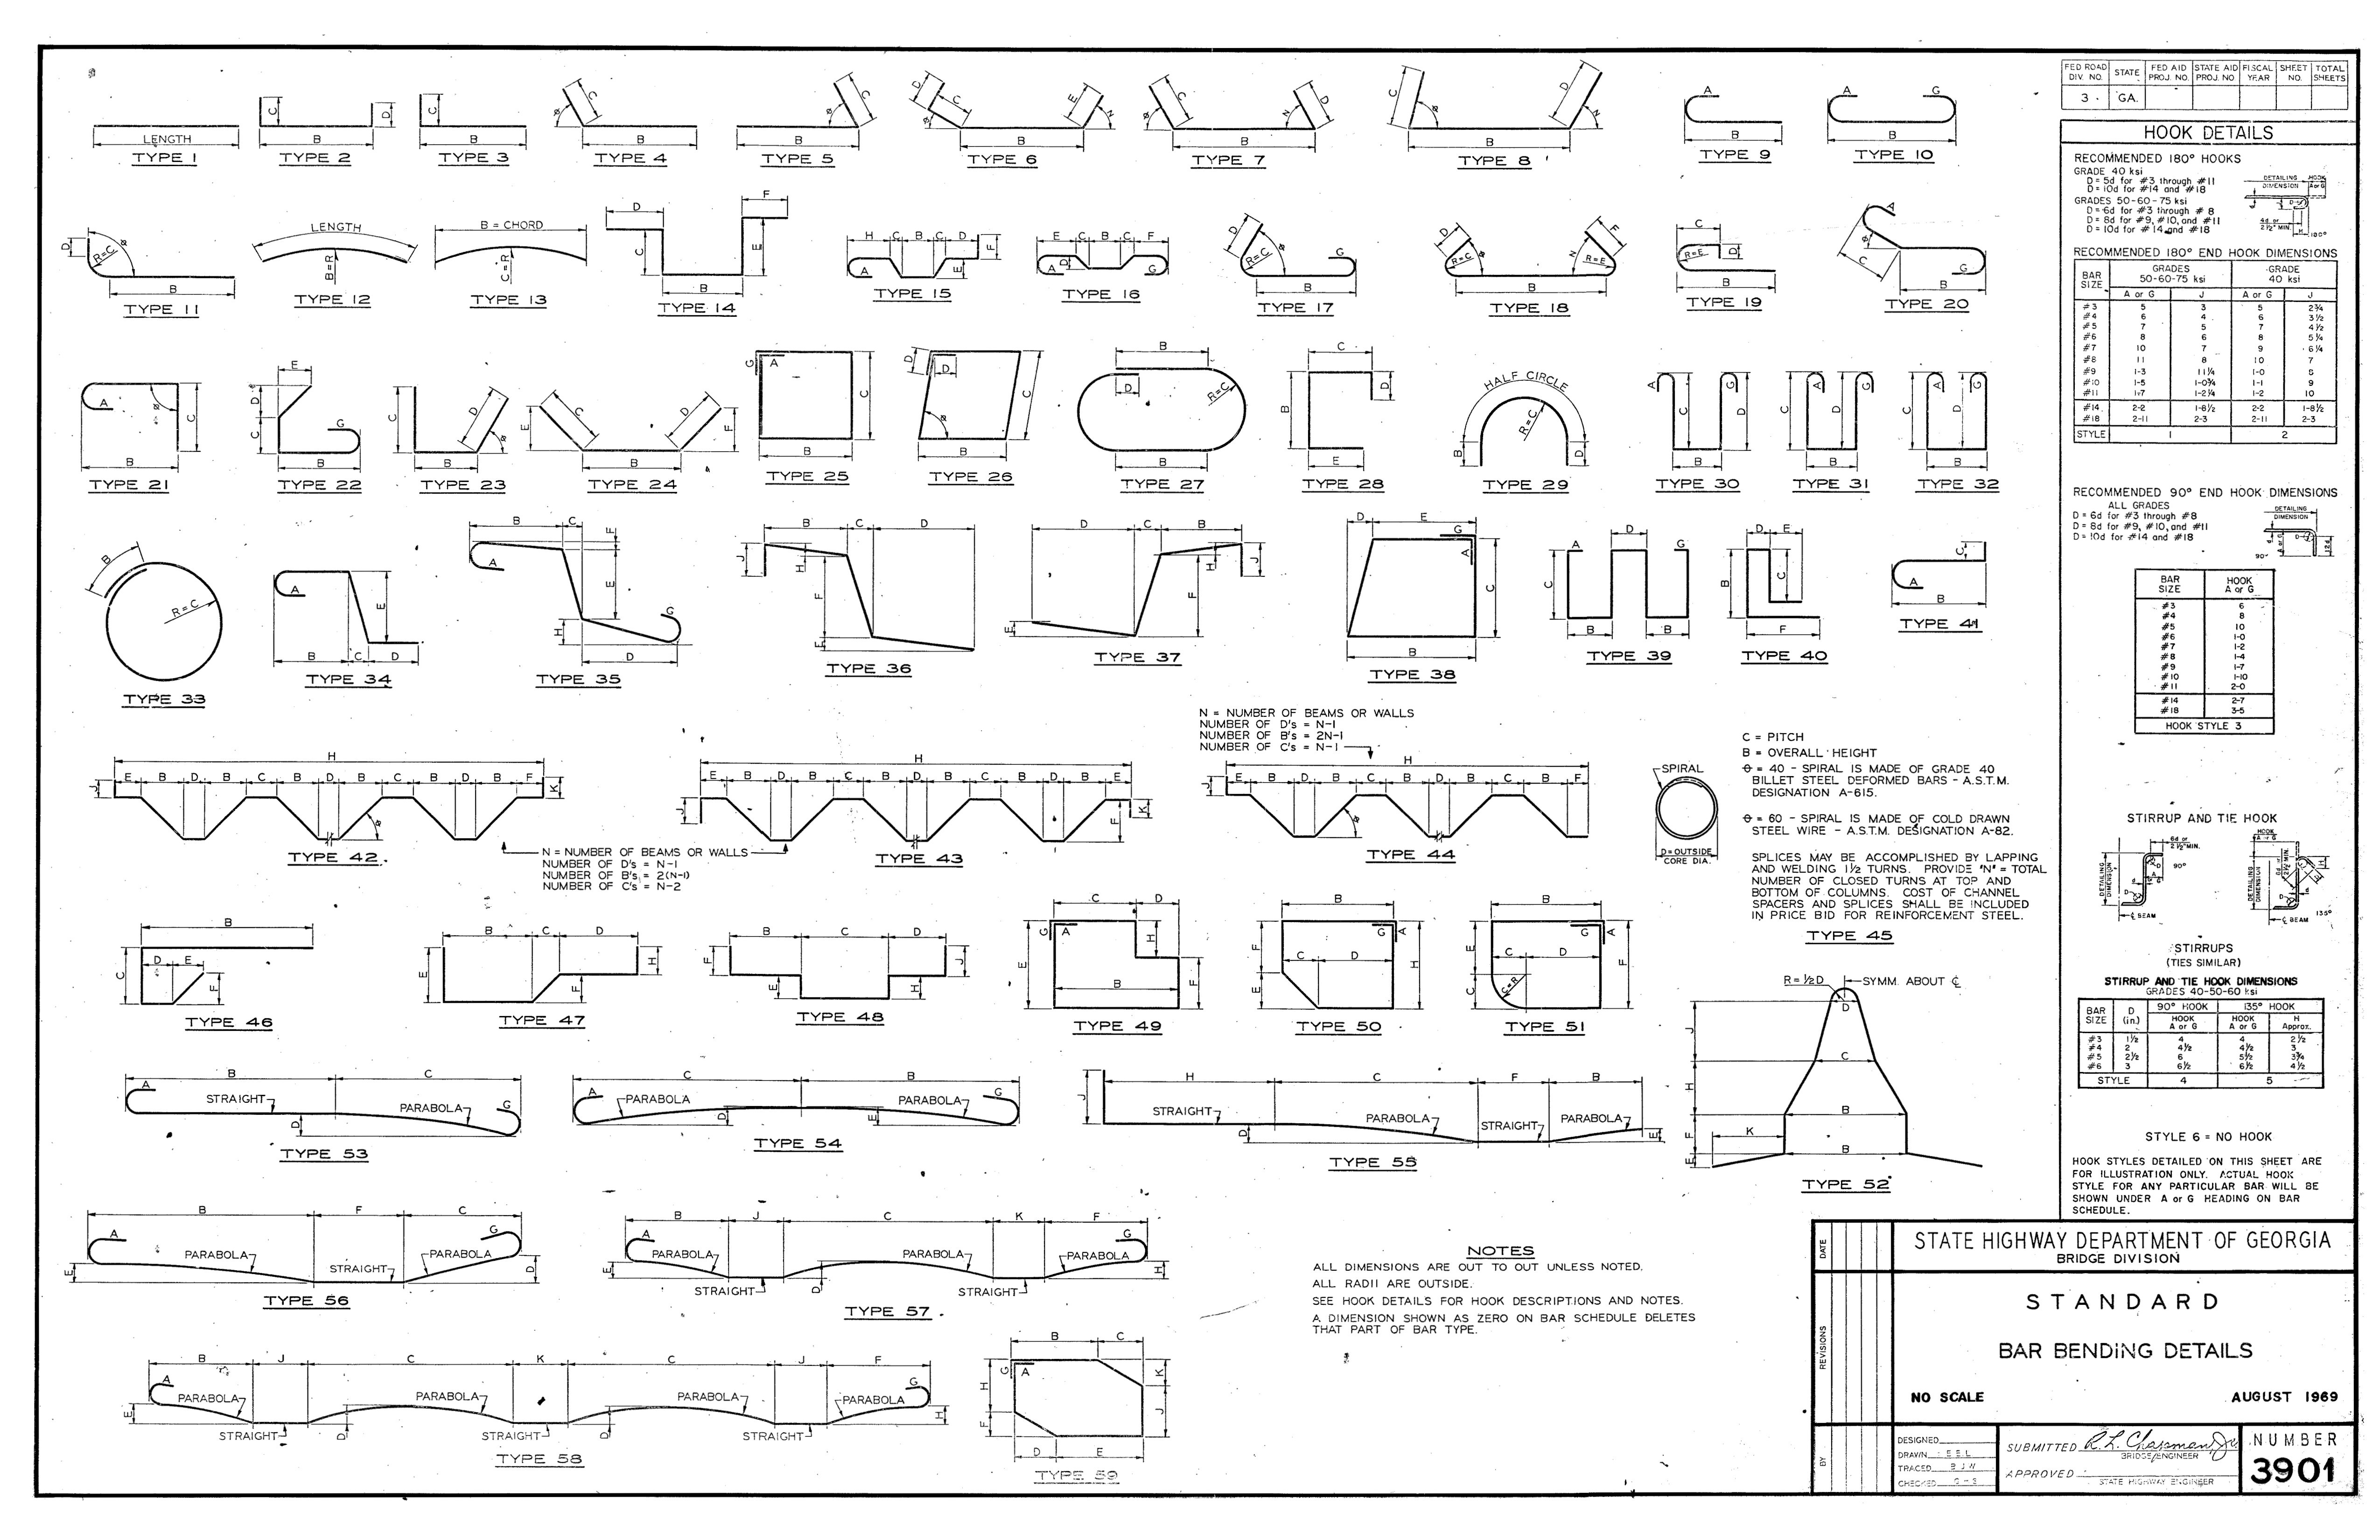 FED ROAD DIV. NO. STATE FED AID PROJ. NO. STATE AID PROJ. NO FISCAL YEAR SHEET NO. TOTAL SHEETS
3 GA.
LENGTH
TYPE 1
C B D
TYPE 2
C B
TYPE 3
ø C B
TYPE 4
ø C B
TYPE 5
D C ø B E N
TYPE 6
C ø B N D
TYPE 7
C ø B D N
TYPE 8
A B
TYPE 9
A G B
TYPE 10
D R=C ø B
TYPE 11
LENGTH
B=R
TYPE 12
B = CHORD
C=R
TYPE 13
D F C E B
TYPE 14
H C B C D F A E
TYPE 15
E C B C F A D G
TYPE 16
D R=C ø G B
TYPE 17
D R=C ø F N R=E B
TYPE 18
C R=E D B
TYPE 19
A ø C G B
TYPE 20
A ø C B
TYPE 21
E D C G B
TYPE 22
C D ø B
TYPE 23
C D E F B
TYPE 24
G A C B
TYPE 25
D D C ø B
TYPE 26
B D R=C B
TYPE 27
C B D E
TYPE 28
HALF CIRCLE
R=C B D
TYPE 29
A G C D B
TYPE 30
A G C D B
TYPE 31
A G C D B
TYPE 32
B R=C
TYPE 33
A E B C D
TYPE 34
B C F A E G H D
TYPE 35
B C D J H F E
TYPE 36
D C B H J F E
TYPE 37
D E G A C B
TYPE 38
A D G C B B
TYPE 39
D E B C F
TYPE 40
C A B
TYPE 41
H
E B D B C B D B C B D B F
J K ø
TYPE 42
H
E B D B C B D B C B D B E
J F K
TYPE 43
N = NUMBER OF BEAMS OR WALLS
NUMBER OF D's = N-1
NUMBER OF B's = 2(N-1)
NUMBER OF C's = N-2
N = NUMBER OF BEAMS OR WALLS
NUMBER OF D's = N-1
NUMBER OF B's = 2N-1
NUMBER OF C's = N-1
H
E B D B C B D B C B F
J ø
TYPE 44
SPIRAL
D=OUTSIDE
CORE DIA.
C = PITCH
B = OVERALL HEIGHT
θ = 40 - SPIRAL IS MADE OF GRADE 40
BILLET STEEL DEFORMED BARS - A.S.T.M.
DESIGNATION A-615.
θ = 60 - SPIRAL IS MADE OF COLD DRAWN
STEEL WIRE - A.S.T.M. DESIGNATION A-82.
SPLICES MAY BE ACCOMPLISHED BY LAPPING
AND WELDING 1½ TURNS. PROVIDE "N" = TOTAL
NUMBER OF CLOSED TURNS AT TOP AND
BOTTOM OF COLUMNS. COST OF CHANNEL
SPACERS AND SPLICES SHALL BE INCLUDED
IN PRICE BID FOR REINFORCEMENT STEEL.
TYPE 45
B D E C F
TYPE 46
B C D E F H
TYPE 47
B C D F E H J
TYPE 48
C D G A H E B F
TYPE 49
B G A F C D H E
TYPE 50
B G A E C D F C C=R
TYPE 51
R=½D
SYMM. ABOUT ℄
D J C H B F K B E
TYPE 52
B C A G D
STRAIGHT
PARABOLA
TYPE 53
C B A G D E
PARABOLA
PARABOLA
TYPE 54
H C F B J D E
STRAIGHT
PARABOLA
STRAIGHT
PARABOLA
TYPE 55
B F C A G E D
PARABOLA
STRAIGHT
PARABOLA
TYPE 56
B J C K F A G E D H
PARABOLA
STRAIGHT
PARABOLA
STRAIGHT
PARABOLA
TYPE 57
B J C K C J F A G E D D H
PARABOLA
STRAIGHT
PARABOLA
STRAIGHT
PARABOLA
STRAIGHT
PARABOLA
TYPE 58
B C G A H K F J D E
TYPE 59
NOTES
ALL DIMENSIONS ARE OUT TO OUT UNLESS NOTED.
ALL RADII ARE OUTSIDE.
SEE HOOK DETAILS FOR HOOK DESCRIPTIONS AND NOTES.
A DIMENSION SHOWN AS ZERO ON BAR SCHEDULE DELETES
THAT PART OF BAR TYPE.
HOOK DETAILS
RECOMMENDED 180° HOOKS
GRADE 40 ksi
D = 5d for #3 through #11
D = 10d for #14 and #18
GRADES 50-60-75 ksi
D = 6d for #3 through #8
D = 8d for #9, #10, and #11
D = 10d for #14 and #18
DETAILING DIMENSION
HOOK A or G
4d or 2½" MIN.
180°
RECOMMENDED 180° END HOOK DIMENSIONS
BAR SIZE GRADES 50-60-75 ksi GRADE 40 ksi
A or G J A or G J
#3 5 3 5 2¾
#4 6 4 6 3½
#5 7 5 7 4½
#6 8 6 8 5¼
#7 10 7 9 6¼
#8 11 8 10 7
#9 1-3 11¼ 1-0 8
#10 1-5 1-0¾ 1-1 9
#11 1-7 1-2¼ 1-2 10
#14 2-2 1-8½ 2-2 1-8½
#18 2-11 2-3 2-11 2-3
STYLE 1 2
RECOMMENDED 90° END HOOK DIMENSIONS
ALL GRADES
D = 6d for #3 through #8
D = 8d for #9, #10, and #11
D = 10d for #14 and #18
DETAILING DIMENSION
A or G
12d
90°
BAR SIZE HOOK A or G
#3 6
#4 8
#5 10
#6 1-0
#7 1-2
#8 1-4
#9 1-7
#10 1-10
#11 2-0
#14 2-7
#18 3-5
HOOK STYLE 3
STIRRUP AND TIE HOOK
6d or 2½" MIN.
90°
DETAILING DIMENSION
℄ BEAM
HOOK A or G
DETAILING DIMENSION
135°
℄ BEAM
STIRRUPS
(TIES SIMILAR)
STIRRUP AND TIE HOOK DIMENSIONS
GRADES 40-50-60 ksi
BAR SIZE D (in.) 90° HOOK 135° HOOK
HOOK A or G HOOK A or G H Approx.
#3 1½ 4 4 2½
#4 2 4½ 4½ 3
#5 2½ 6 5½ 3¾
#6 3 6½ 6½ 4½
STYLE 4 5
STYLE 6 = NO HOOK
HOOK STYLES DETAILED ON THIS SHEET ARE
FOR ILLUSTRATION ONLY. ACTUAL HOOK
STYLE FOR ANY PARTICULAR BAR WILL BE
SHOWN UNDER A or G HEADING ON BAR
SCHEDULE.
DATE
REVISIONS
BY
STATE HIGHWAY DEPARTMENT OF GEORGIA
BRIDGE DIVISION
STANDARD
BAR BENDING DETAILS
NO SCALE AUGUST 1969
DESIGNED
DRAWN E E L
TRACED B J W
CHECKED
SUBMITTED R. L. Chapman Jr.
BRIDGE ENGINEER
APPROVED
STATE HIGHWAY ENGINEER
NUMBER
3901